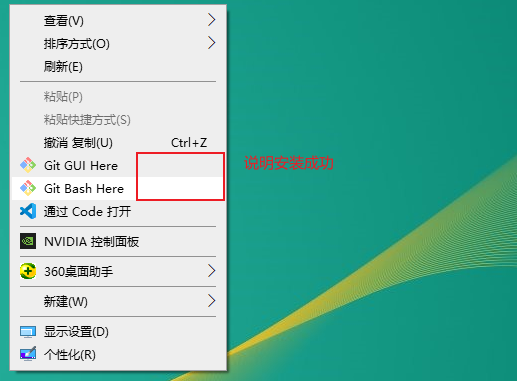 查看(V)
排序方式(O)
刷新(E)
粘贴(P)
粘贴快捷方式(S)
撤消 复制(U) Ctrl+Z
Git GUI Here
说明安装成功
Git Bash Here
通过 Code 打开
NVIDIA 控制面板
360桌面助手
新建(W)
显示设置(D)
个性化(R)